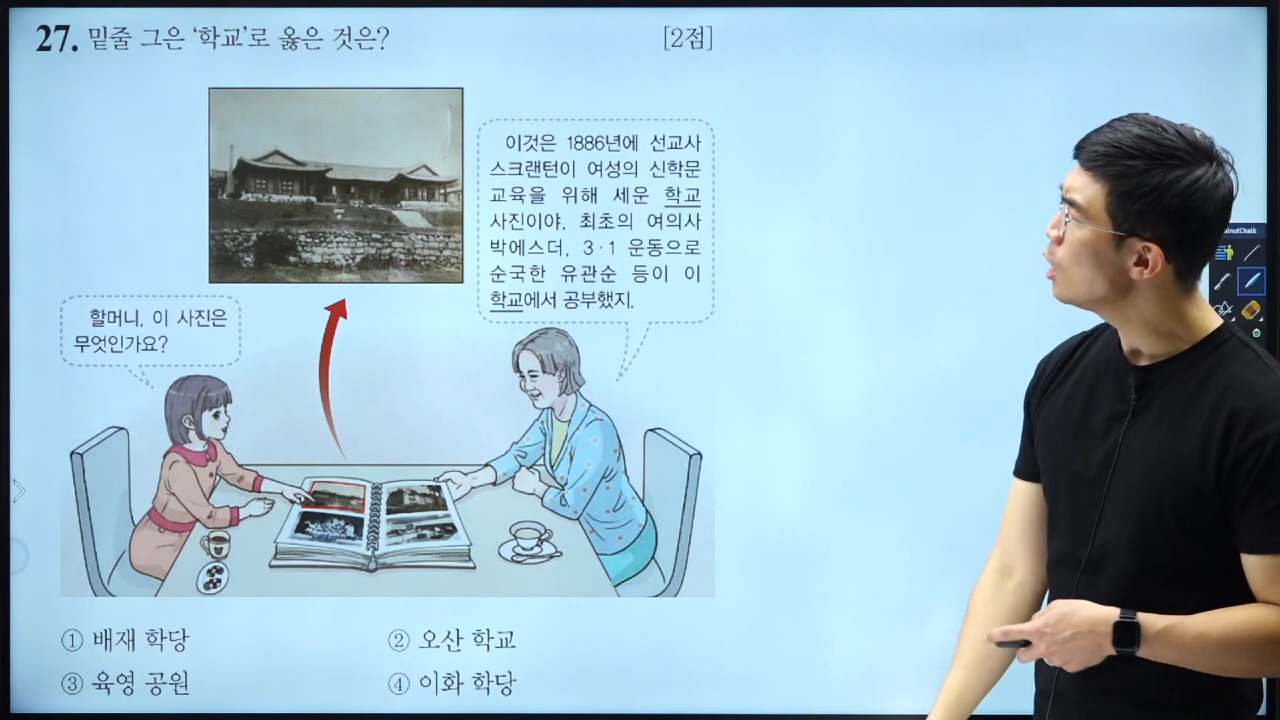 27. 밑줄 그은 ‘학교’로 옳은 것은? [2점]
이것은 1886년에 선교사
스크랜턴이 여성의 신학문
교육을 위해 세운 학교
사진이야. 최초의 여의사
박에스더, 3·1 운동으로
순국한 유관순 등이 이
학교에서 공부했지.
할머니, 이 사진은
무엇인가요?
① 배재 학당 ② 오산 학교
③ 육영 공원 ④ 이화 학당